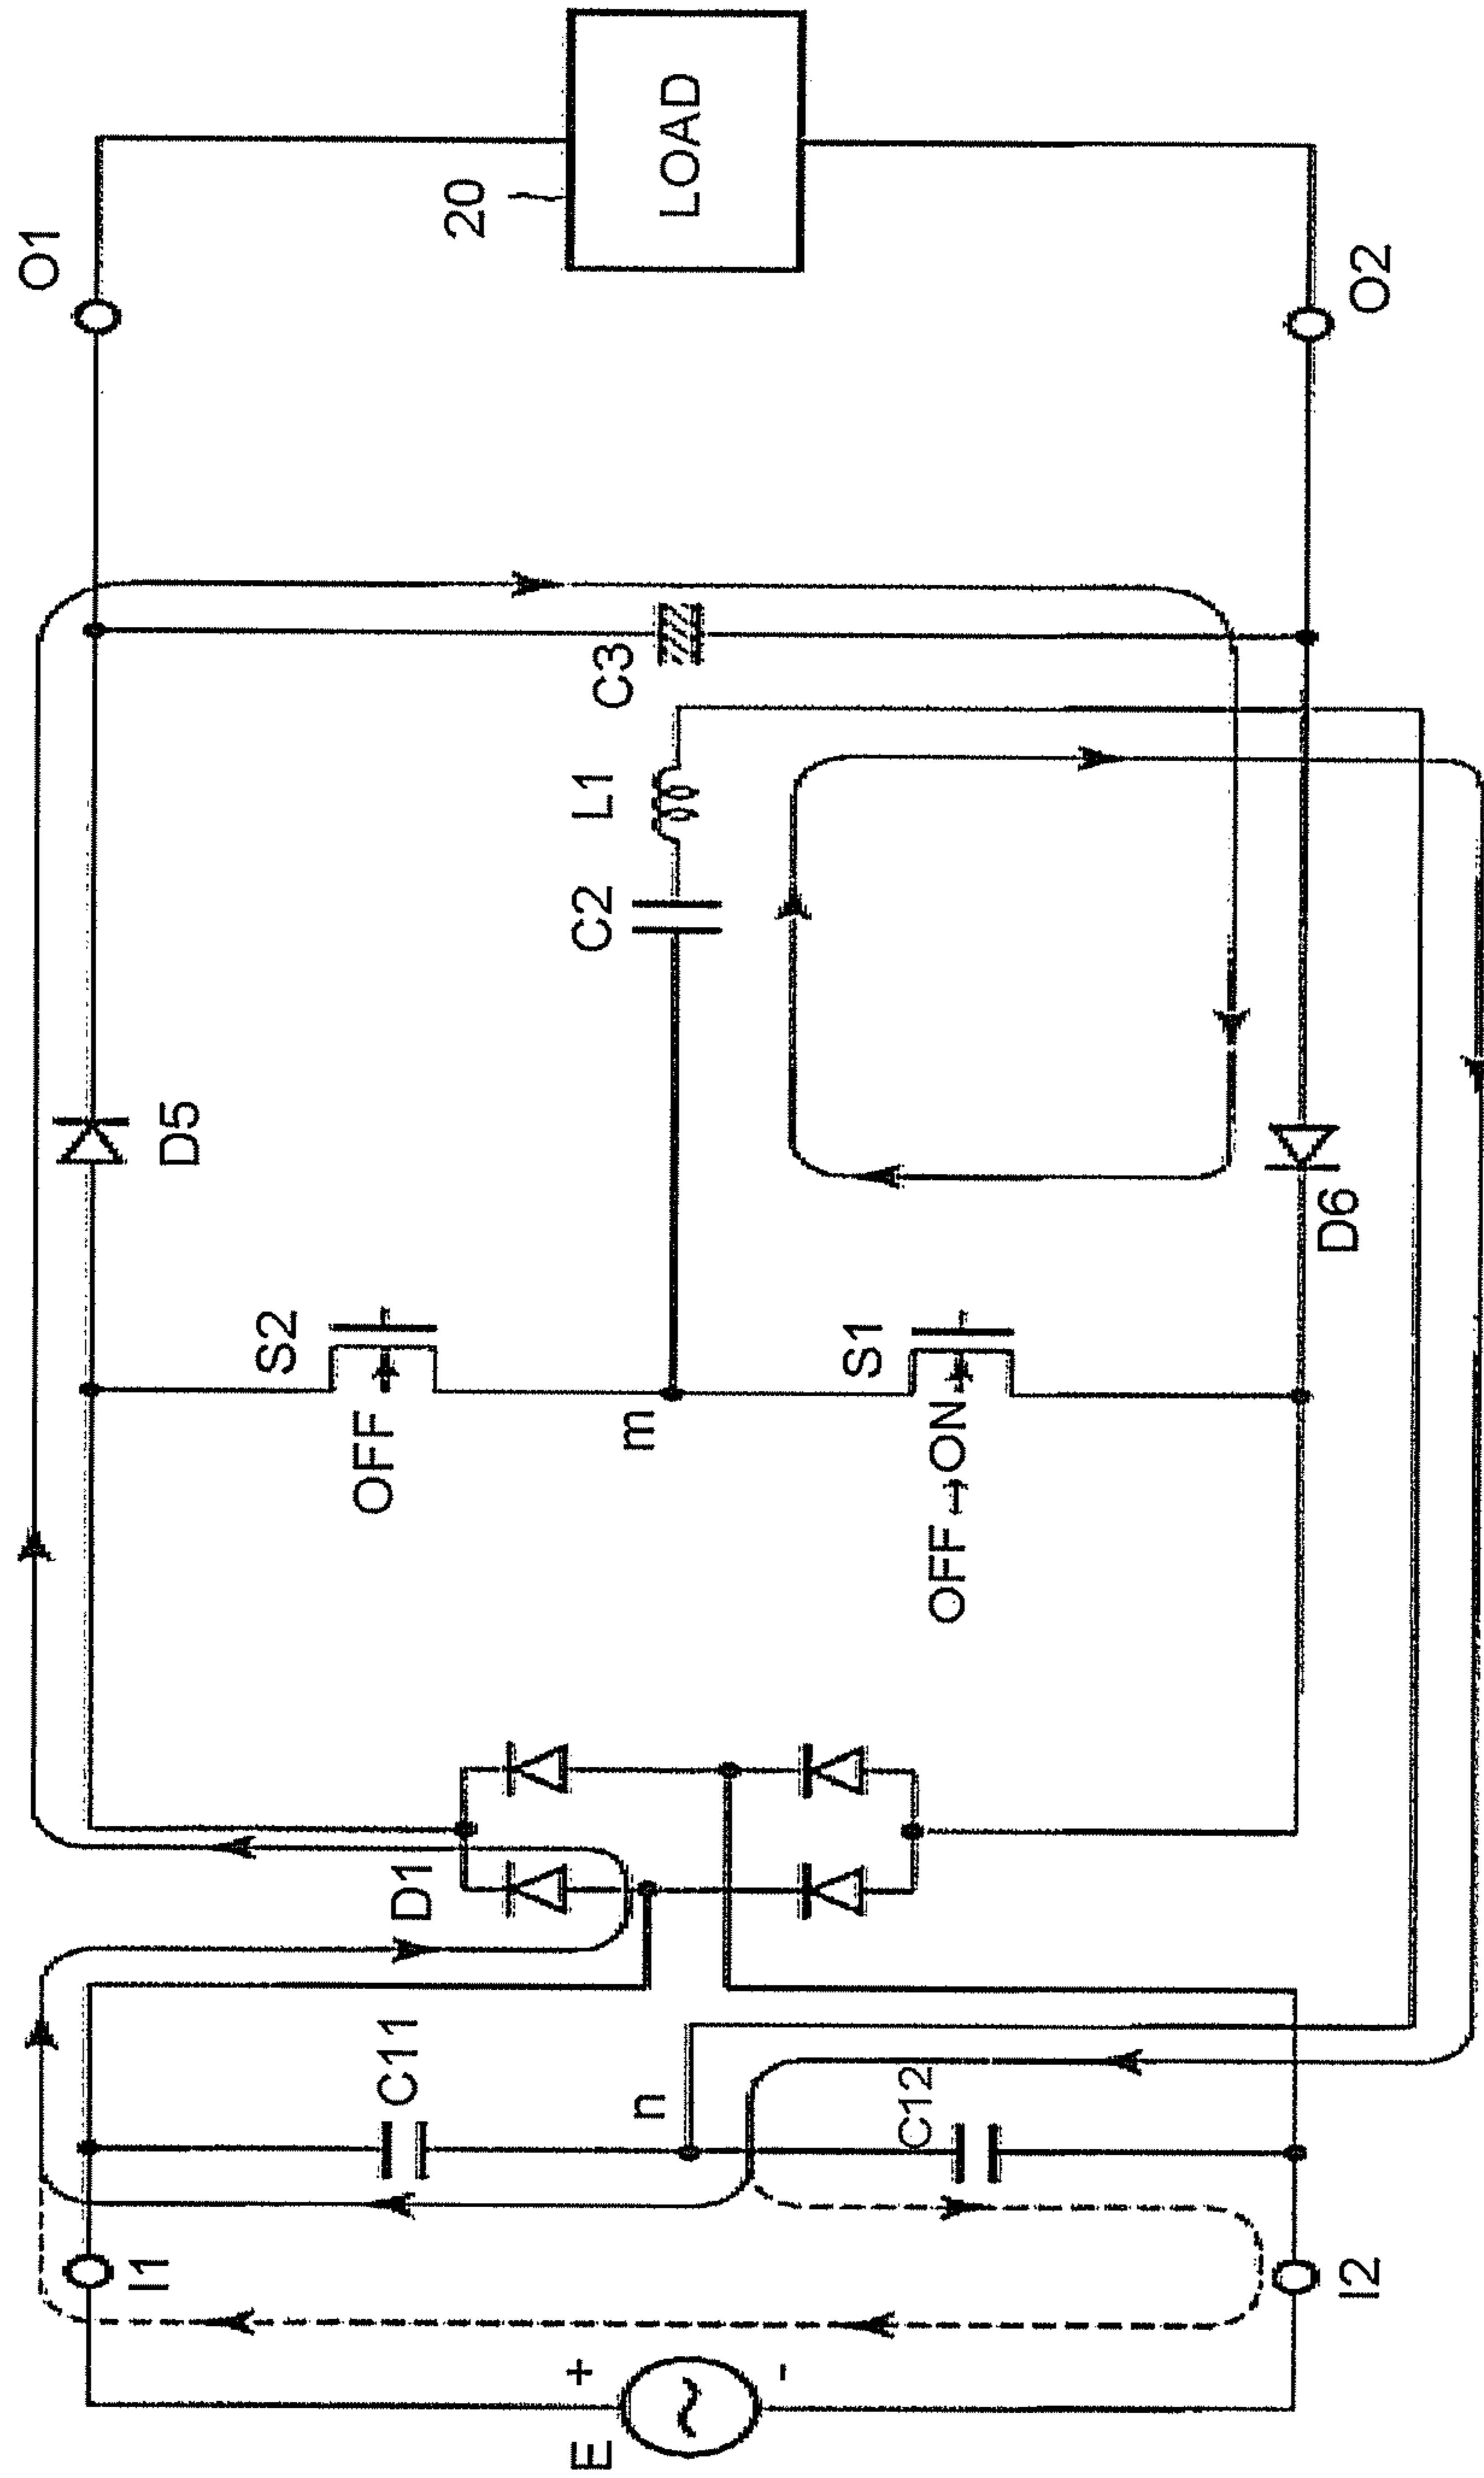 O1
I1
D5
S2
OFF
C11
D1
20
E
+
C2
L1
C3
m
n
LOAD
-
S1
C12
OFF→ON
D6
I2
O2